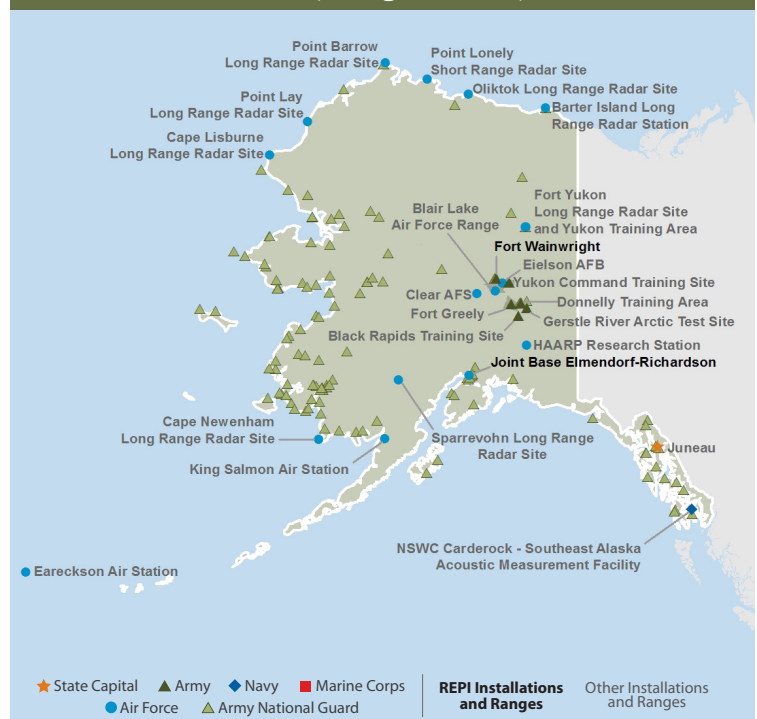 Point Barrow
Long Range Radar Site
Point Lonely
Short Range Radar Site
Oliktok Long Range Radar Site
Point Lay
Long Range Radar Site
Barter Island Long
Range Radar Station
Cape Lisburne
Long Range Radar Site
Fort Yukon
Long Range Radar Site
and Yukon Training Area
Blair Lake
Air Force Range
Fort Wainwright
Eielson AFB
Yukon Command Training Site
Clear AFS
Donnelly Training Area
Fort Greely
Gerstle River Arctic Test Site
Black Rapids Training Site
HAARP Research Station
Joint Base Elmendorf-Richardson
Cape Newenham
Long Range Radar Site
Sparrevohn Long Range
Radar Site
King Salmon Air Station
Juneau
NSWC Carderock - Southeast Alaska
Acoustic Measurement Facility
Eareckson Air Station
State Capital
Army
Navy
Marine Corps
Air Force
Army National Guard
REPI Installations
and Ranges
Other Installations
and Ranges